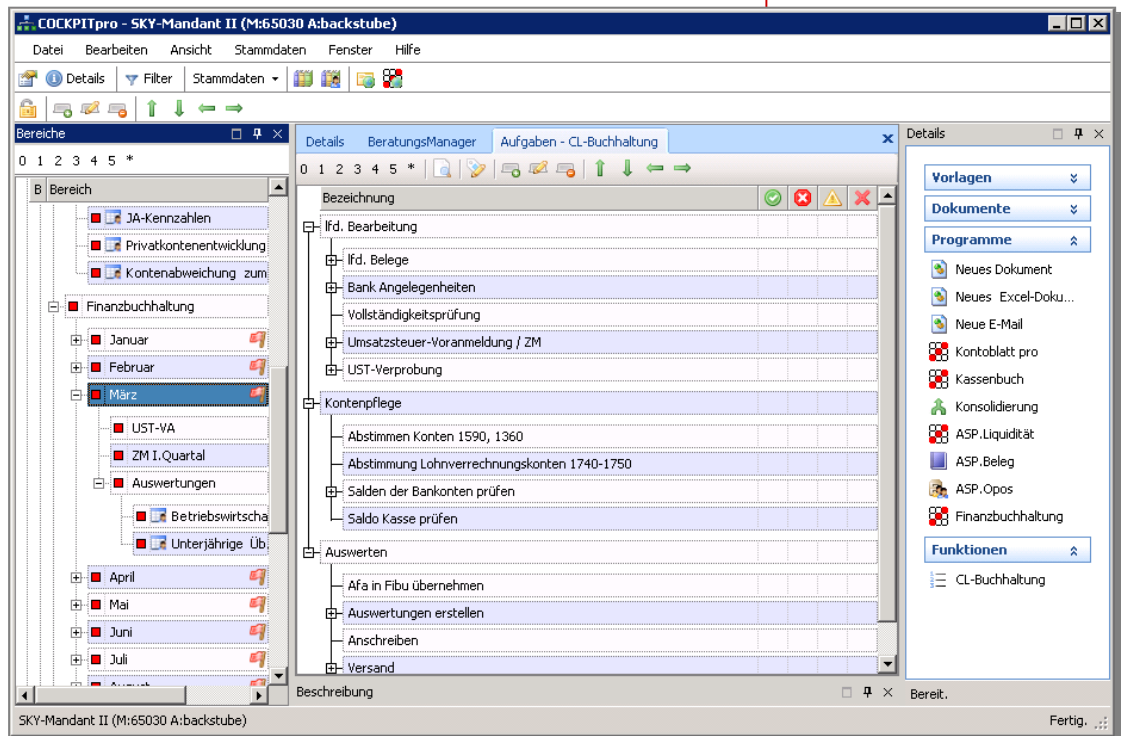 COCKPITpro - SKY-Mandant II (M:65030 A:backstube)
Datei Bearbeiten Ansicht Stammdaten Fenster Hilfe
Details Filter Stammdaten
Bereiche
0 1 2 3 4 5 *
B Bereich
JA-Kennzahlen
Privatkontenentwicklung
Kontenabweichung zum
Finanzbuchhaltung
Januar
Februar
März
UST-VA
ZM I.Quartal
Auswertungen
Betriebswirtscha
Unterjährige Üb
April
Mai
Juni
Juli
August
Details BeratungsManager Aufgaben - CL-Buchhaltung
0 1 2 3 4 5 *
Bezeichnung
lfd. Bearbeitung
lfd. Belege
Bank Angelegenheiten
Vollständigkeitsprüfung
Umsatzsteuer-Voranmeldung / ZM
UST-Verprobung
Kontenpflege
Abstimmen Konten 1590, 1360
Abstimmung Lohnverrechnungskonten 1740-1750
Salden der Bankonten prüfen
Saldo Kasse prüfen
Auswerten
Afa in Fibu übernehmen
Auswertungen erstellen
Anschreiben
Versand
Beschreibung
Details
Vorlagen
Dokumente
Programme
Neues Dokument
Neues Excel-Doku...
Neue E-Mail
Kontoblatt pro
Kassenbuch
Konsolidierung
ASP.Liquidität
ASP.Beleg
ASP.Opos
Finanzbuchhaltung
Funktionen
CL-Buchhaltung
Bereit.
SKY-Mandant II (M:65030 A:backstube) Fertig.